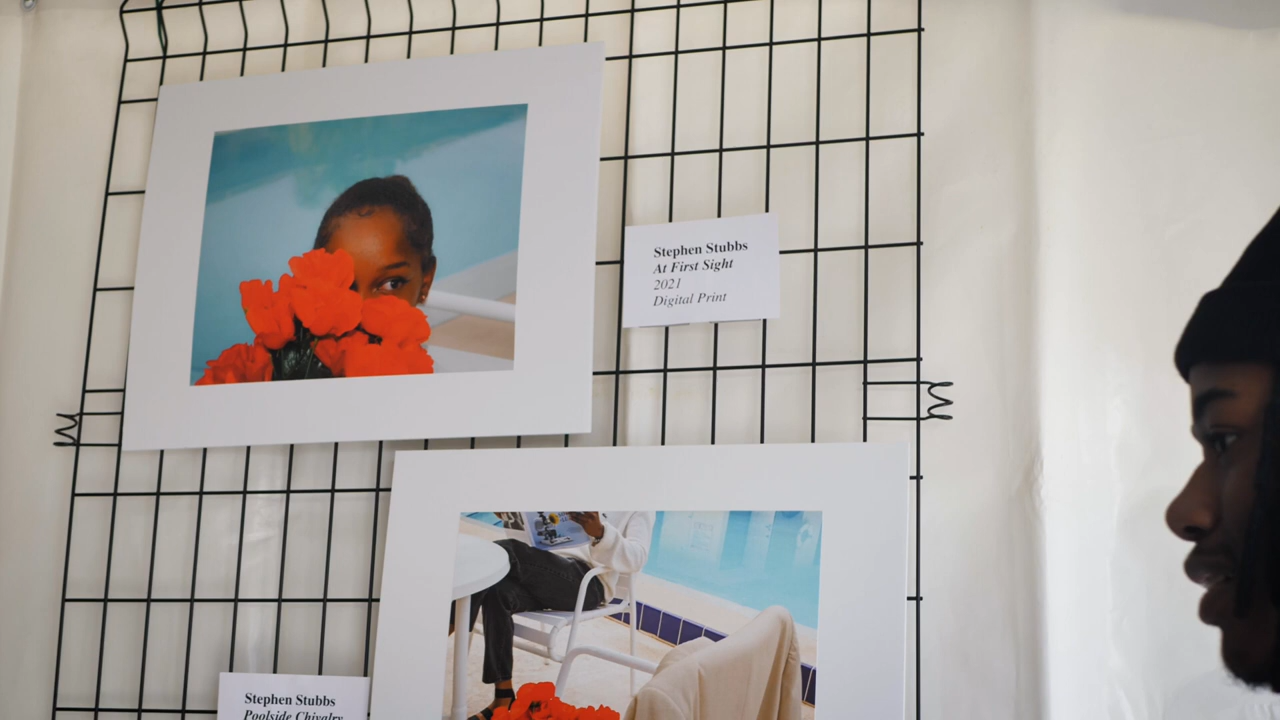 Stephen Stubbs
At First Sight
2021
Digital Print
Stephen Stubbs
Poolside Chivalry